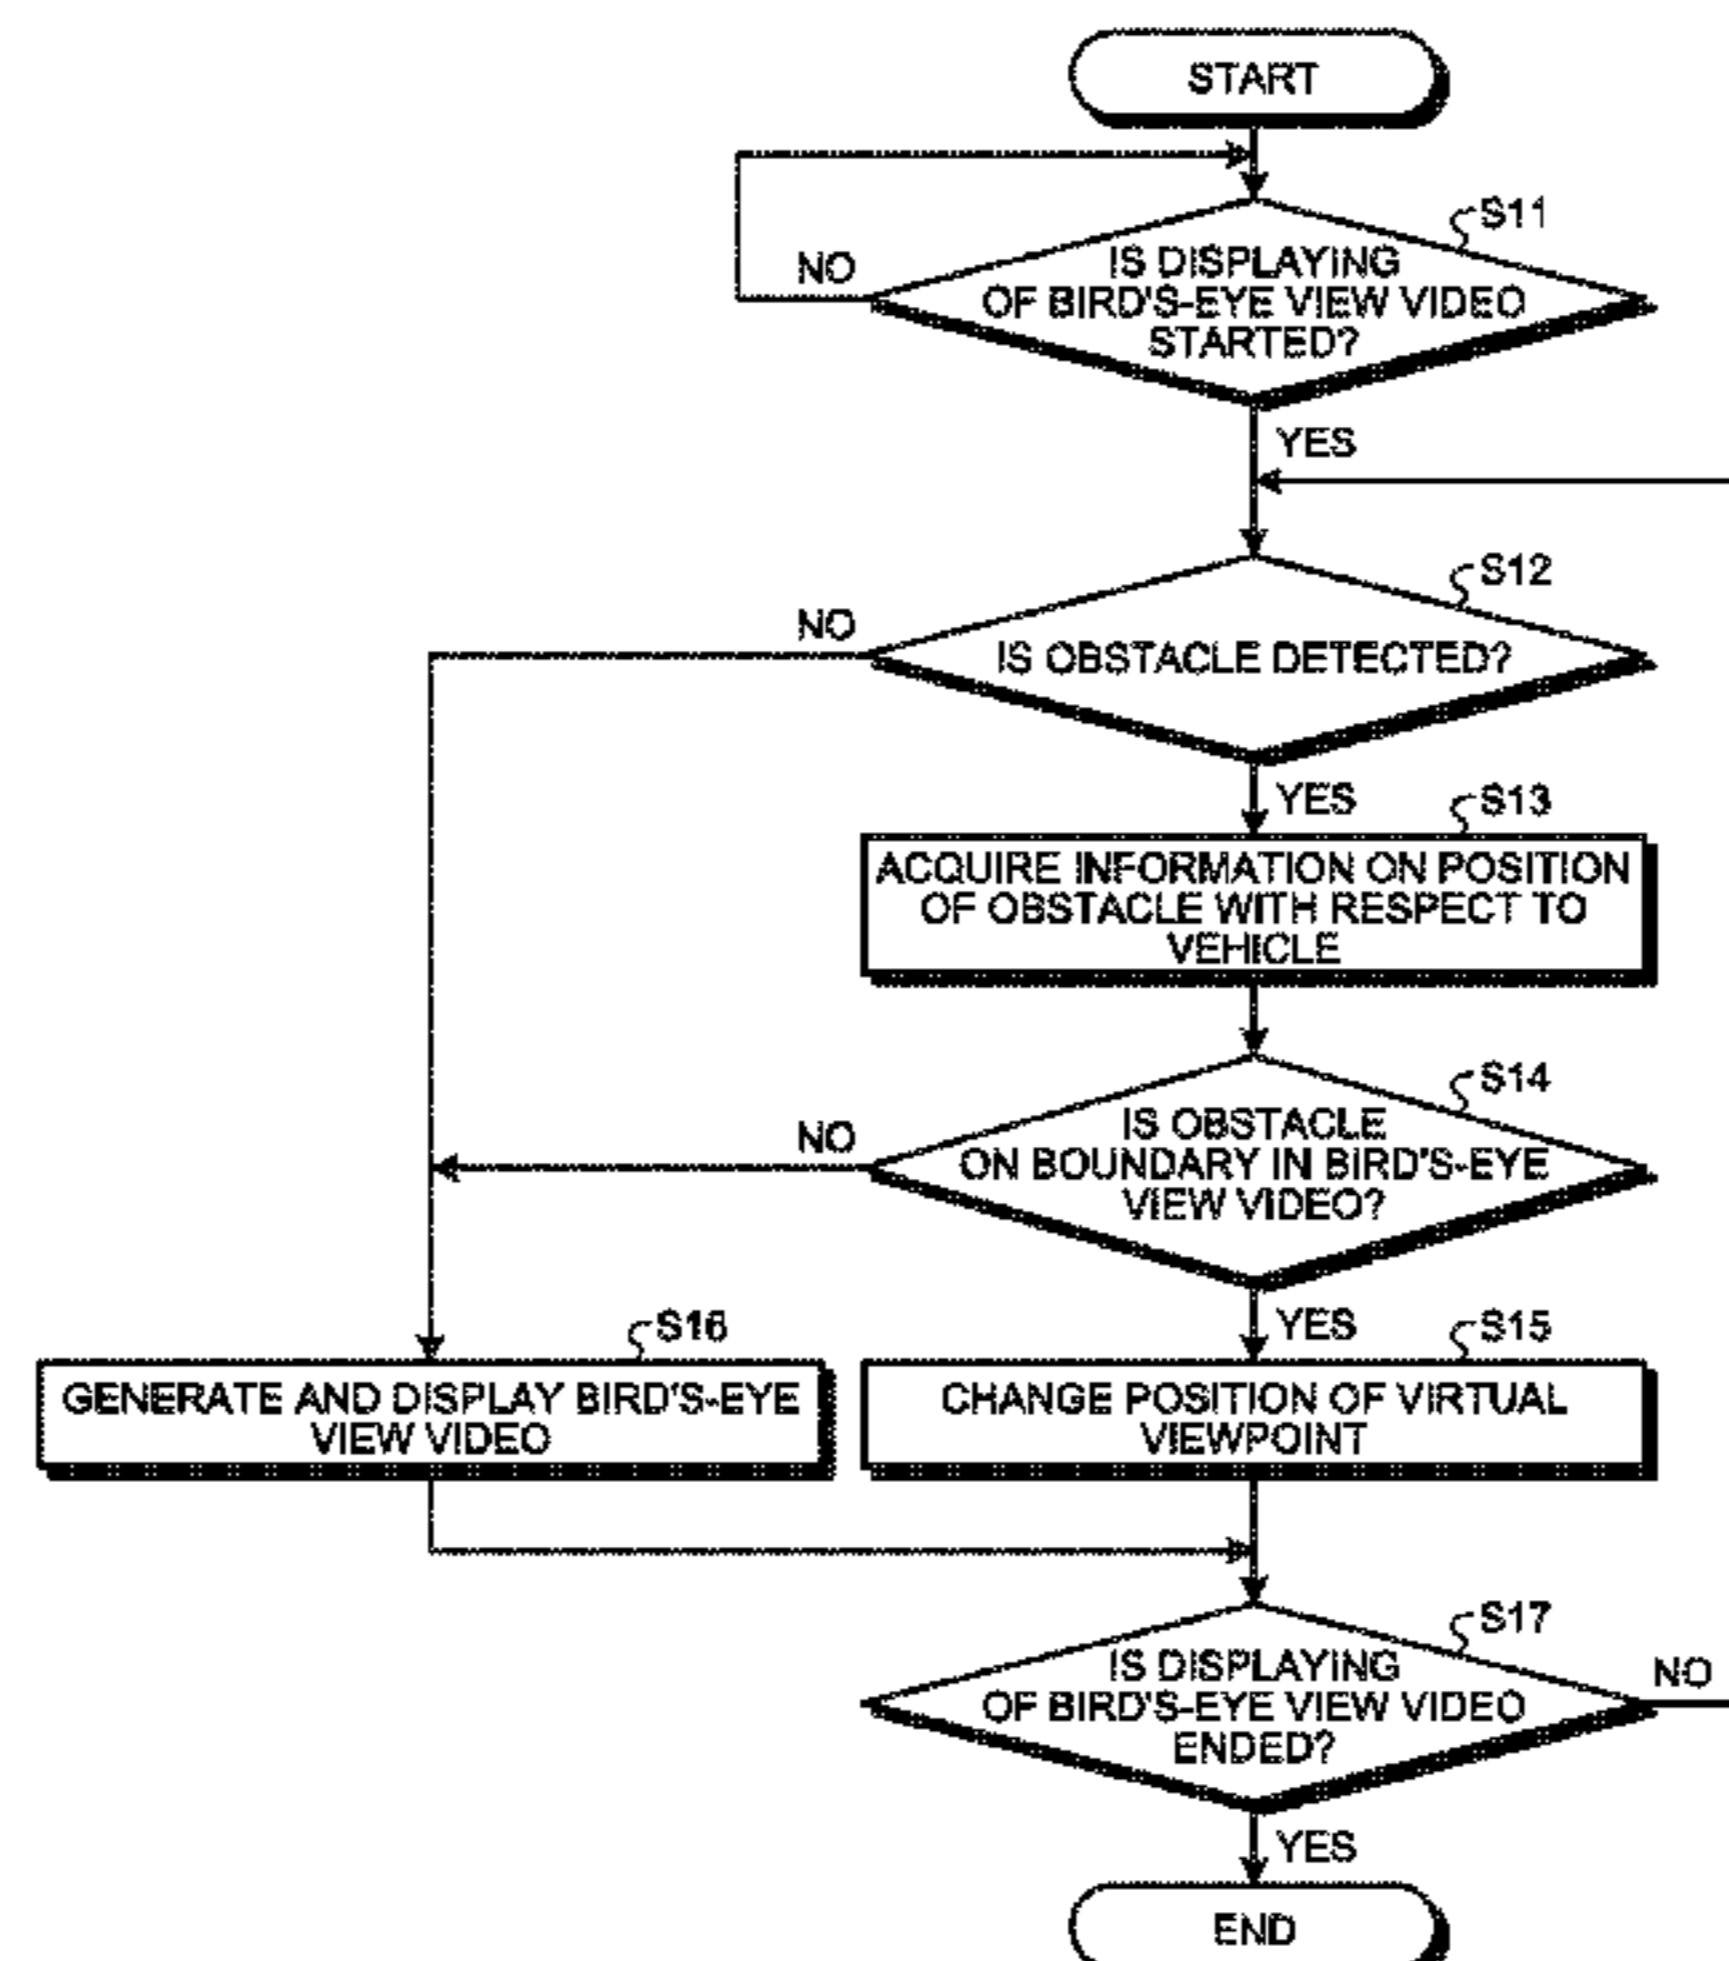 START
S11
IS DISPLAYING
OF BIRD'S-EYE VIEW VIDEO
STARTED?
NO
YES
S12
IS OBSTACLE DETECTED?
NO
YES
S13
ACQUIRE INFORMATION ON POSITION
OF OBSTACLE WITH RESPECT TO
VEHICLE
S14
IS OBSTACLE
ON BOUNDARY IN BIRD'S-EYE
VIEW VIDEO?
NO
YES
S16
GENERATE AND DISPLAY BIRD'S-EYE
VIEW VIDEO
S15
CHANGE POSITION OF VIRTUAL
VIEWPOINT
S17
IS DISPLAYING
OF BIRD'S-EYE VIEW VIDEO
ENDED?
NO
YES
END